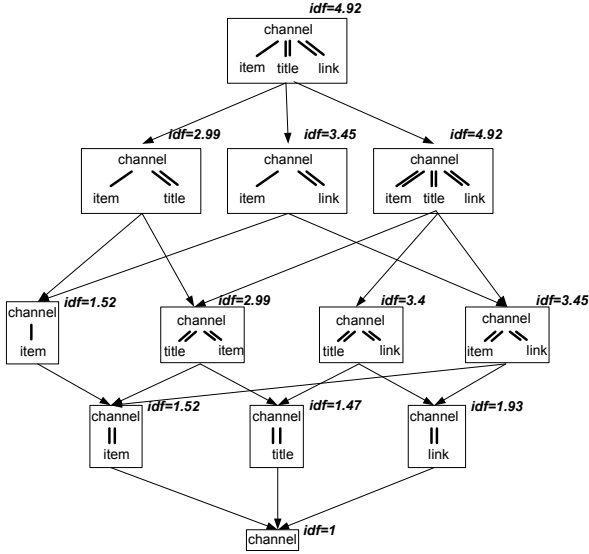 idf=4.92
channel
item title link
idf=2.99
idf=3.45
idf=4.92
channel
channel
channel
item title
item link
item title link
idf=1.52
idf=2.99
idf=3.4
idf=3.45
channel
channel
channel
channel
item
title item
title link
item link
idf=1.52
idf=1.47
idf=1.93
channel
channel
channel
item
title
link
idf=1
channel